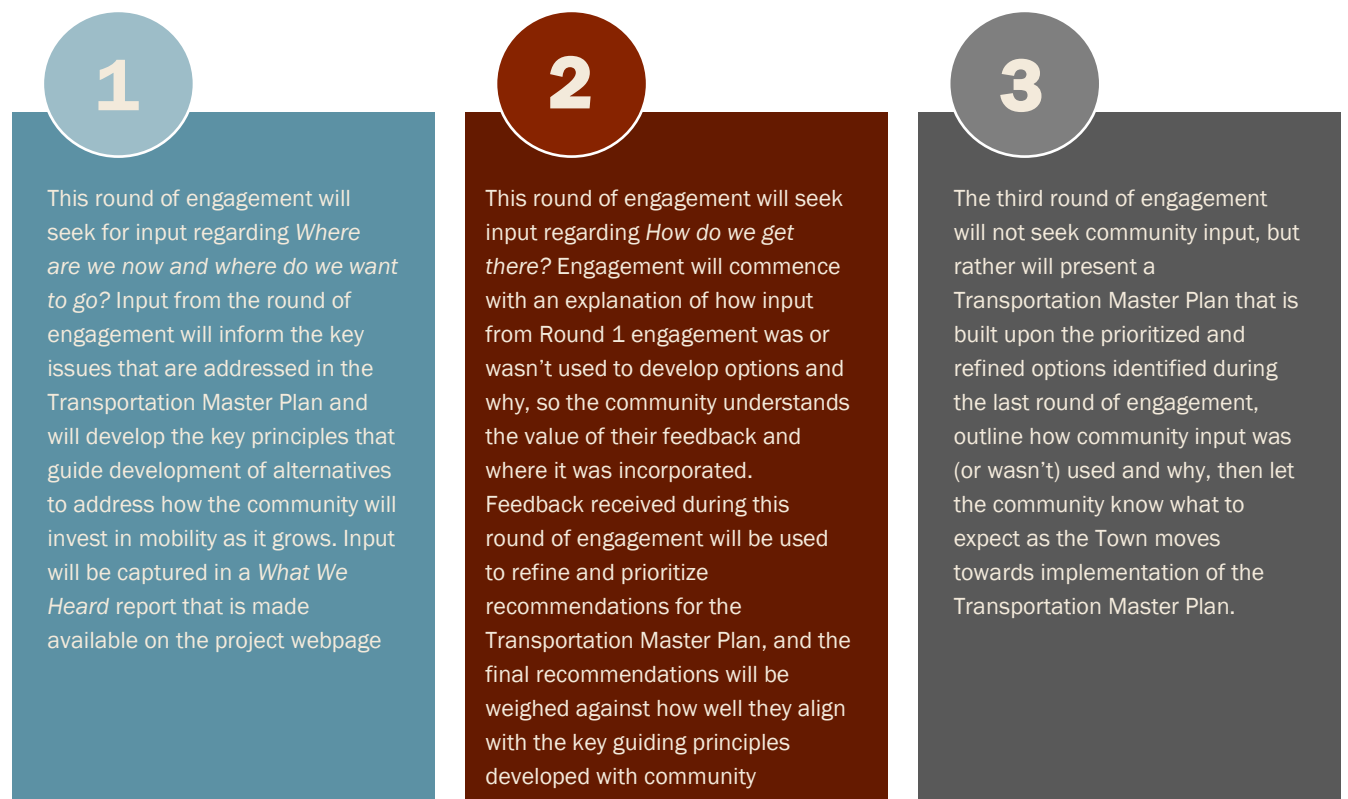 1
This round of engagement will
seek for input regarding Where
are we now and where do we want
to go? Input from the round of
engagement will inform the key
issues that are addressed in the
Transportation Master Plan and
will develop the key principles that
guide development of alternatives
to address how the community will
invest in mobility as it grows. Input
will be captured in a What We
Heard report that is made
available on the project webpage
2
This round of engagement will seek
input regarding How do we get
there? Engagement will commence
with an explanation of how input
from Round 1 engagement was or
wasn’t used to develop options and
why, so the community understands
the value of their feedback and
where it was incorporated.
Feedback received during this
round of engagement will be used
to refine and prioritize
recommendations for the
Transportation Master Plan, and the
final recommendations will be
weighed against how well they align
with the key guiding principles
developed with community
3
The third round of engagement
will not seek community input, but
rather will present a
Transportation Master Plan that is
built upon the prioritized and
refined options identified during
the last round of engagement,
outline how community input was
(or wasn’t) used and why, then let
the community know what to
expect as the Town moves
towards implementation of the
Transportation Master Plan.